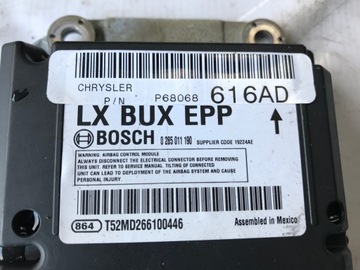 CHRYSLER
P/N P68068 616AD
LX BUX EPP
BOSCH 0 285 011 190 SUPPLIER CODE 19224AE
WARNING: AIRBAG CONTROL MODULE
ALWAYS DISCONNECT THE ELECTRICAL CONNECTOR BEFORE REMOVING
THIS UNIT. REFER TO SERVICE MANUAL. TILTING OF CONNECTED
UNIT CAN LEAD TO DEPLOYMENT OF AIRBAG SYSTEM AND CAUSE
PERSONAL INJURY.
864 T52MD266100446 Assembled in Mexico